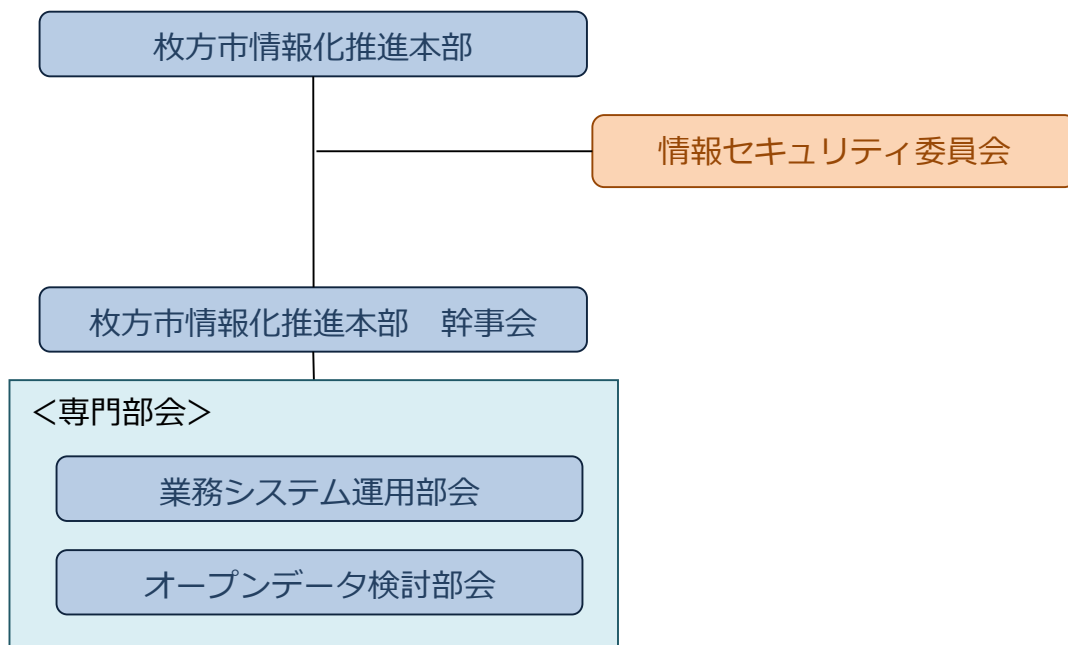 枚方市情報化推進本部
情報セキュリティ委員会
枚方市情報化推進本部　幹事会
＜専門部会＞
業務システム運用部会
オープンデータ検討部会